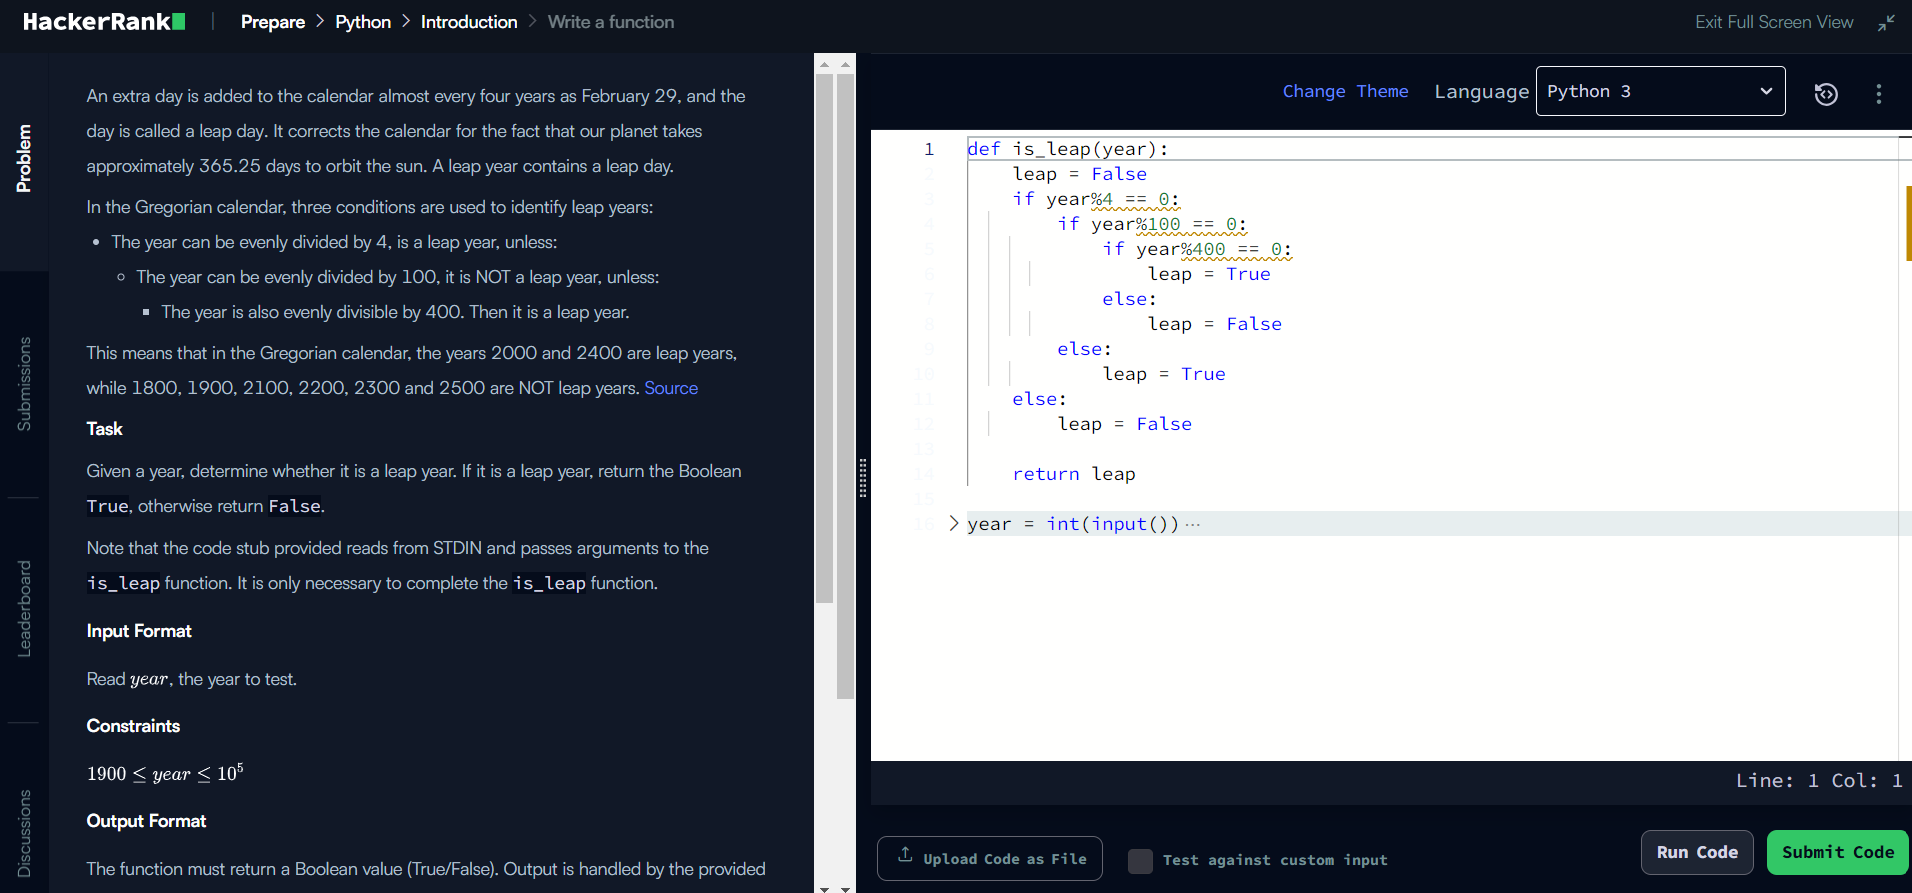 HackerRank | Prepare > Python > Introduction > Write a function
Exit Full Screen View
Problem
Submissions
Leaderboard
Discussions
An extra day is added to the calendar almost every four years as February 29, and the
day is called a leap day. It corrects the calendar for the fact that our planet takes
approximately 365.25 days to orbit the sun. A leap year contains a leap day.
In the Gregorian calendar, three conditions are used to identify leap years:
• The year can be evenly divided by 4, is a leap year, unless:
◦ The year can be evenly divided by 100, it is NOT a leap year, unless:
▪ The year is also evenly divisible by 400. Then it is a leap year.
This means that in the Gregorian calendar, the years 2000 and 2400 are leap years,
while 1800, 1900, 2100, 2200, 2300 and 2500 are NOT leap years. Source
Task
Given a year, determine whether it is a leap year. If it is a leap year, return the Boolean
True, otherwise return False.
Note that the code stub provided reads from STDIN and passes arguments to the
is_leap function. It is only necessary to complete the is_leap function.
Input Format
Read year, the year to test.
Constraints
1900 ≤ year ≤ 10⁵
Output Format
The function must return a Boolean value (True/False). Output is handled by the provided
Change Theme Language Python 3
1 def is_leap(year):
2     leap = False
3     if year%4 == 0:
4         if year%100 == 0:
5             if year%400 == 0:
6                 leap = True
7             else:
8                 leap = False
9         else:
10             leap = True
11     else:
12         leap = False
13
14     return leap
15
16 > year = int(input()) ···
Line: 1 Col: 1
Upload Code as File
Test against custom input
Run Code
Submit Code